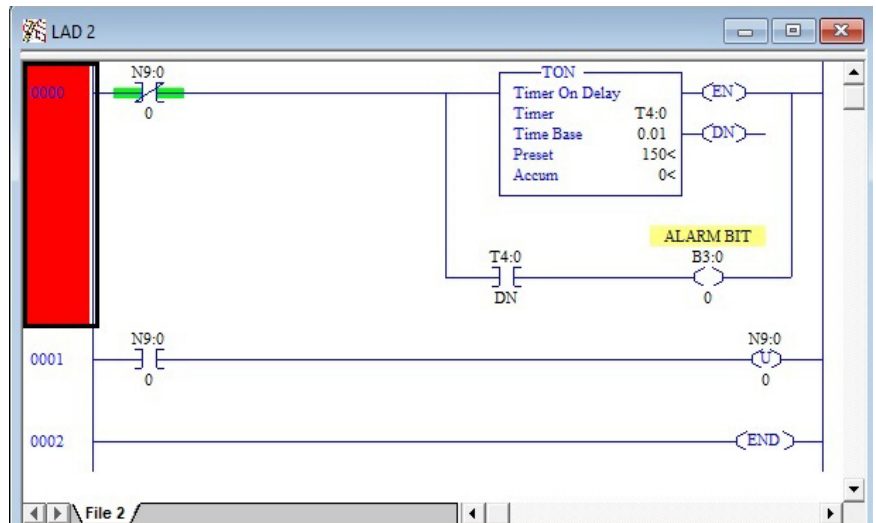 LAD 2
0000
N9:0
0
TON
Timer On Delay
Timer T4:0
Time Base 0.01
Preset 150<
Accum 0<
EN
DN
ALARM BIT
T4:0
DN
B3:0
0
0001
N9:0
0
N9:0
U
0
0002
END
File 2